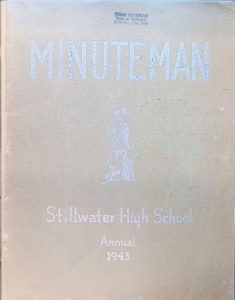 MINUTEMAN
Stillwater High School
Annual
1943